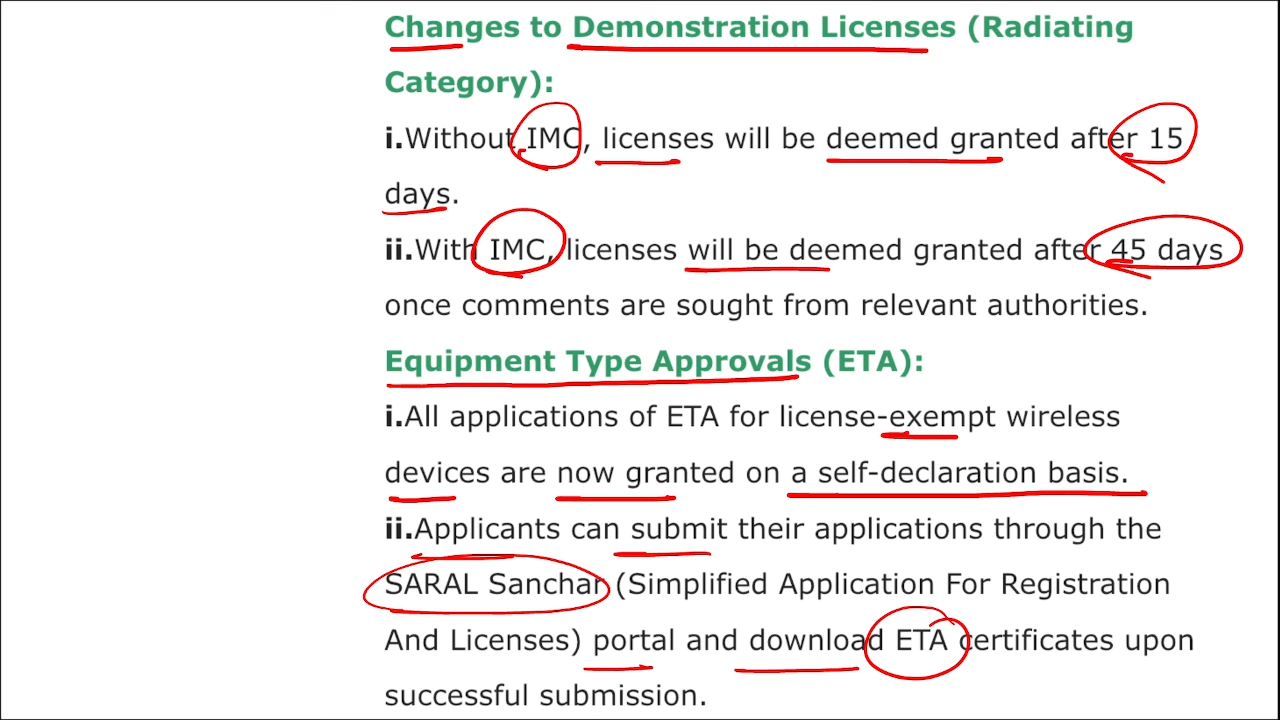 Changes to Demonstration Licenses (Radiating
Category):
i.Without IMC, licenses will be deemed granted after 15
days.
ii.With IMC, licenses will be deemed granted after 45 days
once comments are sought from relevant authorities.
Equipment Type Approvals (ETA):
i.All applications of ETA for license-exempt wireless
devices are now granted on a self-declaration basis.
ii.Applicants can submit their applications through the
SARAL Sanchar (Simplified Application For Registration
And Licenses) portal and download ETA certificates upon
successful submission.